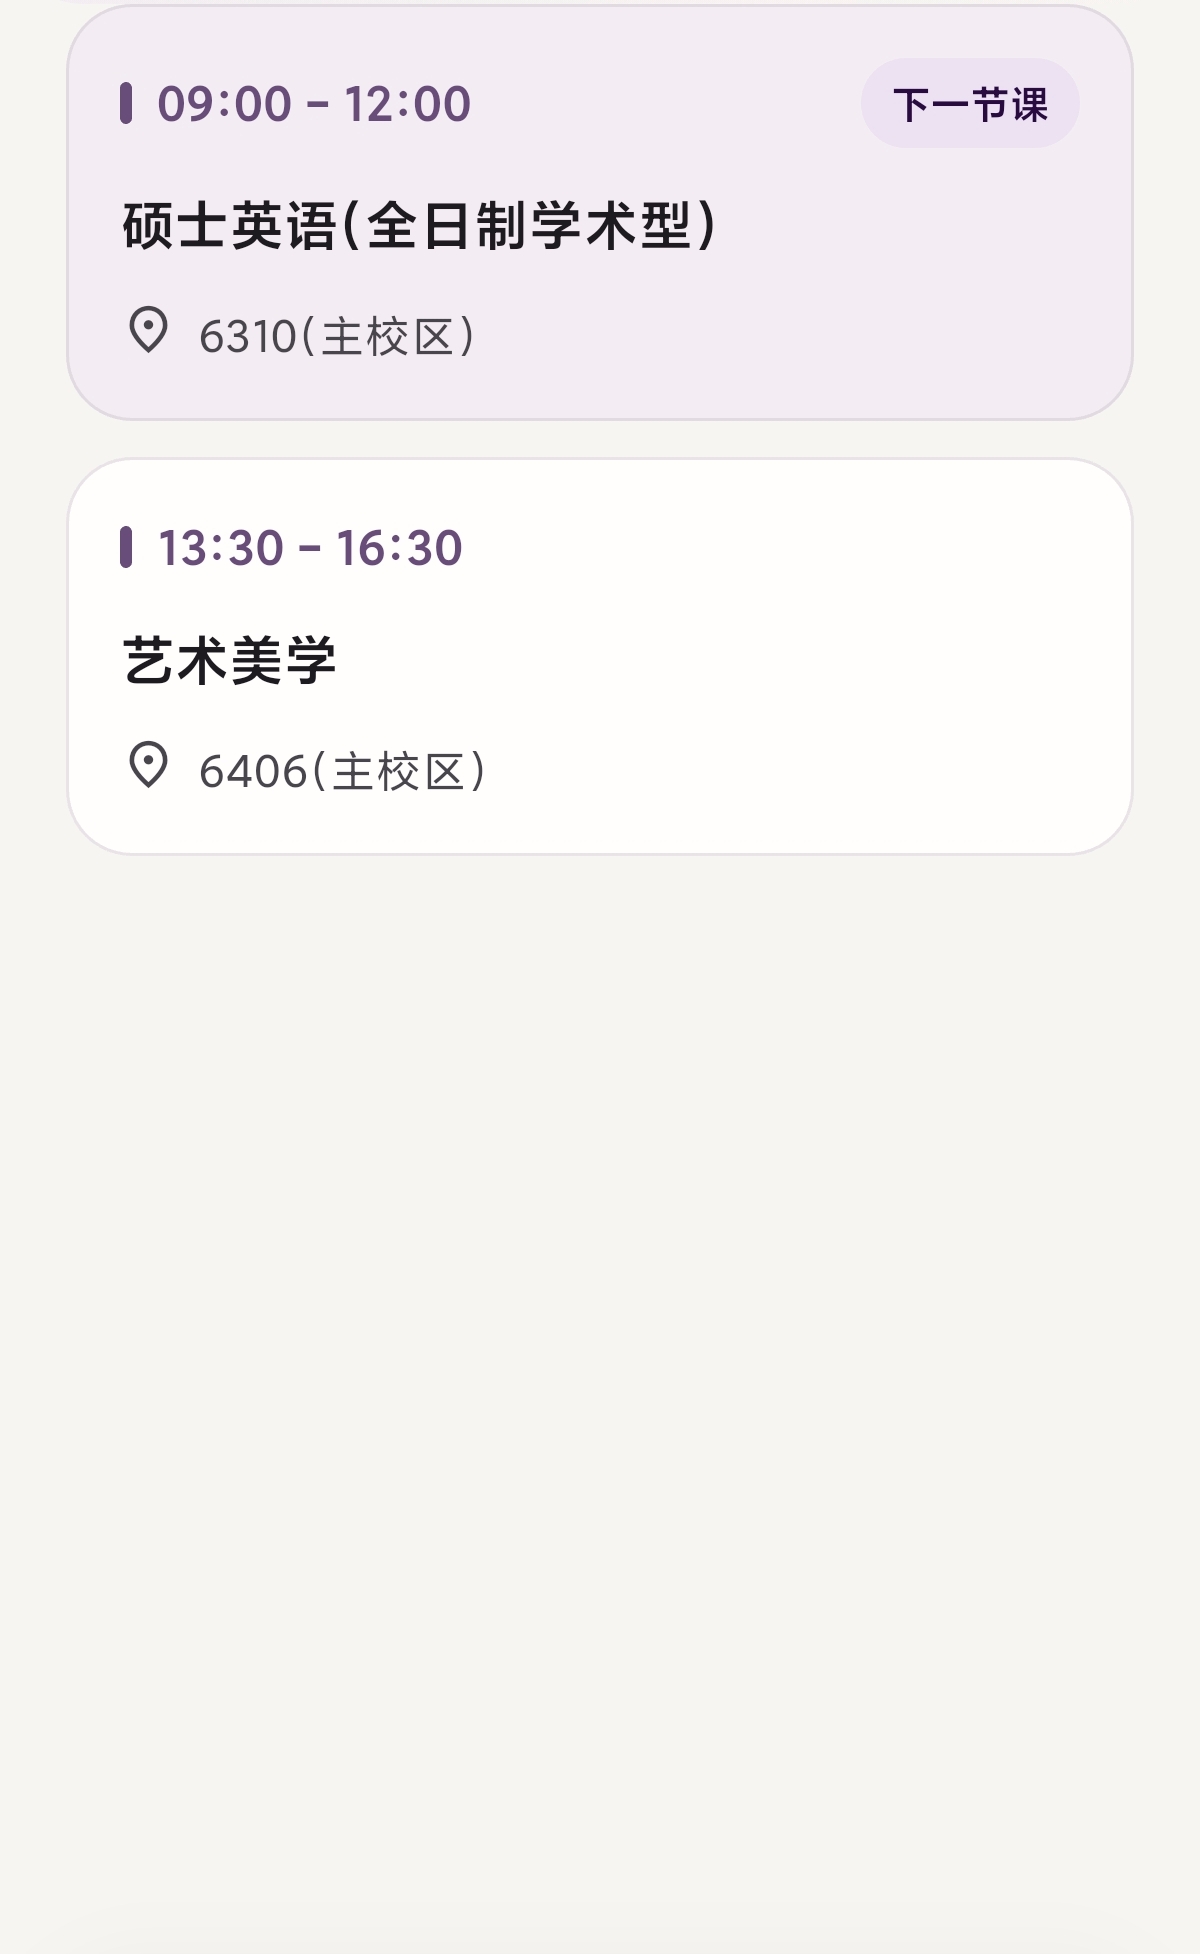 09:00 – 12:00
下一节课
硕士英语(全日制学术型)
6310(主校区)
13:30 – 16:30
艺术美学
6406(主校区)